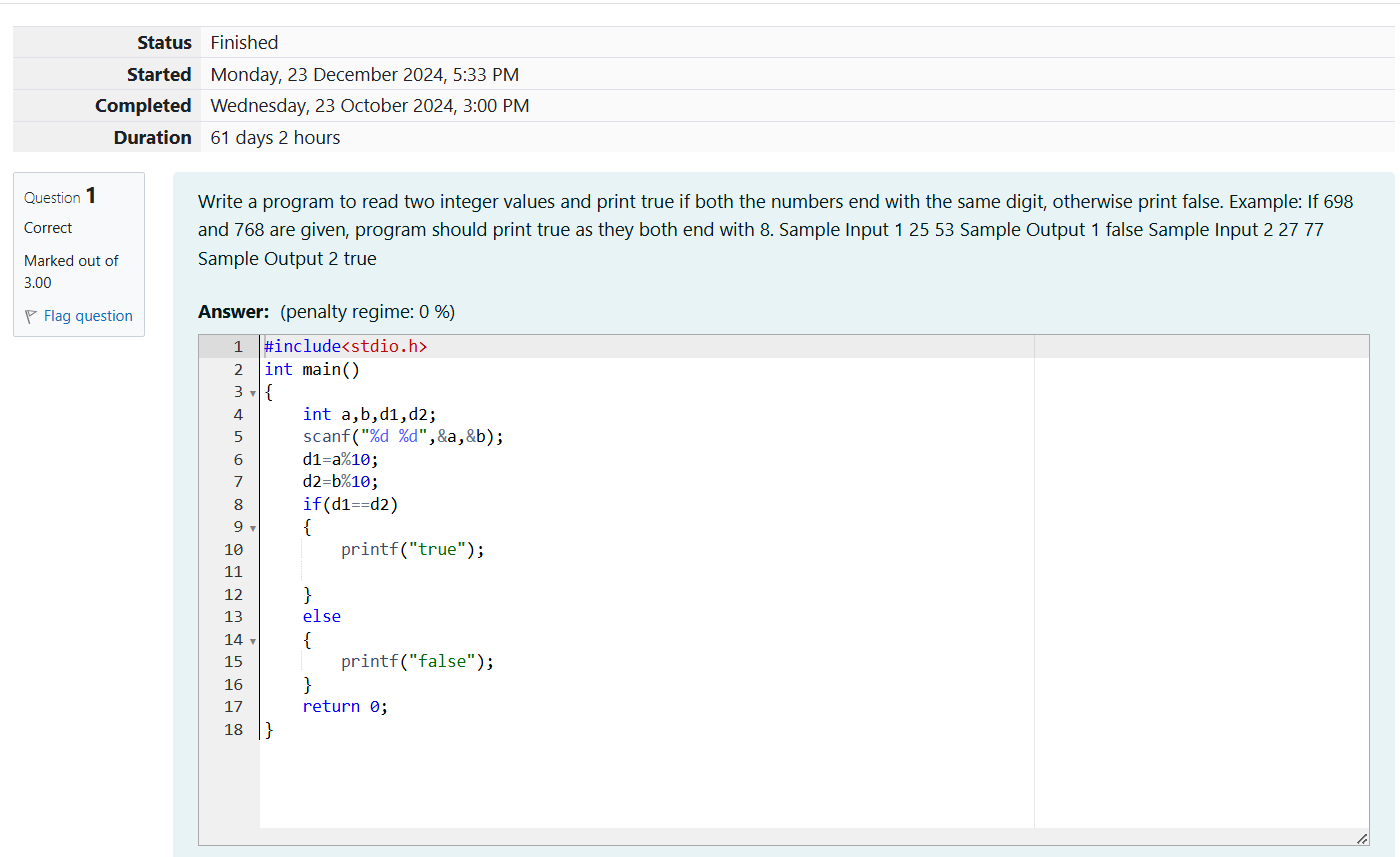 Status Finished
Started Monday, 23 December 2024, 5:33 PM
Completed Wednesday, 23 October 2024, 3:00 PM
Duration 61 days 2 hours
Question 1
Correct
Marked out of
3.00
Flag question
Write a program to read two integer values and print true if both the numbers end with the same digit, otherwise print false. Example: If 698
and 768 are given, program should print true as they both end with 8. Sample Input 1 25 53 Sample Output 1 false Sample Input 2 27 77
Sample Output 2 true
Answer: (penalty regime: 0 %)
1 #include<stdio.h>
2 int main()
3 {
4     int a,b,d1,d2;
5     scanf("%d %d",&a,&b);
6     d1=a%10;
7     d2=b%10;
8     if(d1==d2)
9     {
10         printf("true");
11
12     }
13     else
14     {
15         printf("false");
16     }
17     return 0;
18 }